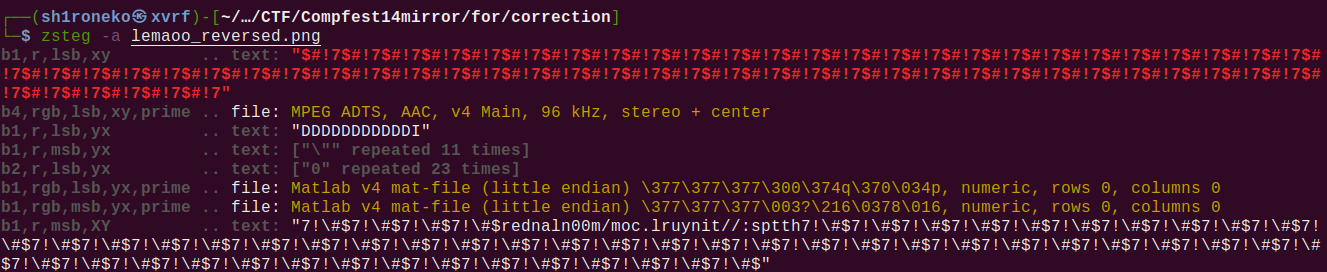 ┌──(sh1roneko㉿xvrf)-[~/…/CTF/Compfest14mirror/for/correction]
└─$ zsteg -a lemaoo_reversed.png
b1,r,lsb,xy         .. text: "$#!7$#!7$#!7$#!7$#!7$#!7$#!7$#!7$#!7$#!7$#!7$#!7$#!7$#!7$#!7$#!7$#!7$#!7$#!7$#!7$#!7$#!7$#!7$#!7$#!7$#
!7$#!7$#!7$#!7$#!7$#!7$#!7$#!7$#!7$#!7$#!7$#!7$#!7$#!7$#!7$#!7$#!7$#!7$#!7$#!7$#!7$#!7$#!7$#!7$#!7$#!7$#!7$#!7$#!7$#!7$#!7$#!7$#!7$#
!7$#!7$#!7$#!7$#!7$#!7"
b4,rgb,lsb,xy,prime .. file: MPEG ADTS, AAC, v4 Main, 96 kHz, stereo + center
b1,r,lsb,yx         .. text: "DDDDDDDDDDDI"
b1,r,msb,yx         .. text: ["\"" repeated 11 times]
b2,r,lsb,yx         .. text: ["0" repeated 23 times]
b1,rgb,lsb,yx,prime .. file: Matlab v4 mat-file (little endian) \377\377\377\300\374q\370\034p, numeric, rows 0, columns 0
b1,rgb,msb,yx,prime .. file: Matlab v4 mat-file (little endian) \377\377\377\003?\216\0378\016, numeric, rows 0, columns 0
b1,r,msb,XY         .. text: "7!\#$7!\#$7!\#$7!\#$rednaln00m/moc.lruynit//:sptth7!\#$7!\#$7!\#$7!\#$7!\#$7!\#$7!\#$7!\#$7!\#$7!\#$7!
\#$7!\#$7!\#$7!\#$7!\#$7!\#$7!\#$7!\#$7!\#$7!\#$7!\#$7!\#$7!\#$7!\#$7!\#$7!\#$7!\#$7!\#$7!\#$7!\#$7!\#$7!\#$7!\#$7!\#$7!\#$7!\#$7!\#
$7!\#$7!\#$7!\#$7!\#$7!\#$7!\#$7!\#$7!\#$7!\#$7!\#$7!\#$7!\#$7!\#$7!\#$7!\#$"